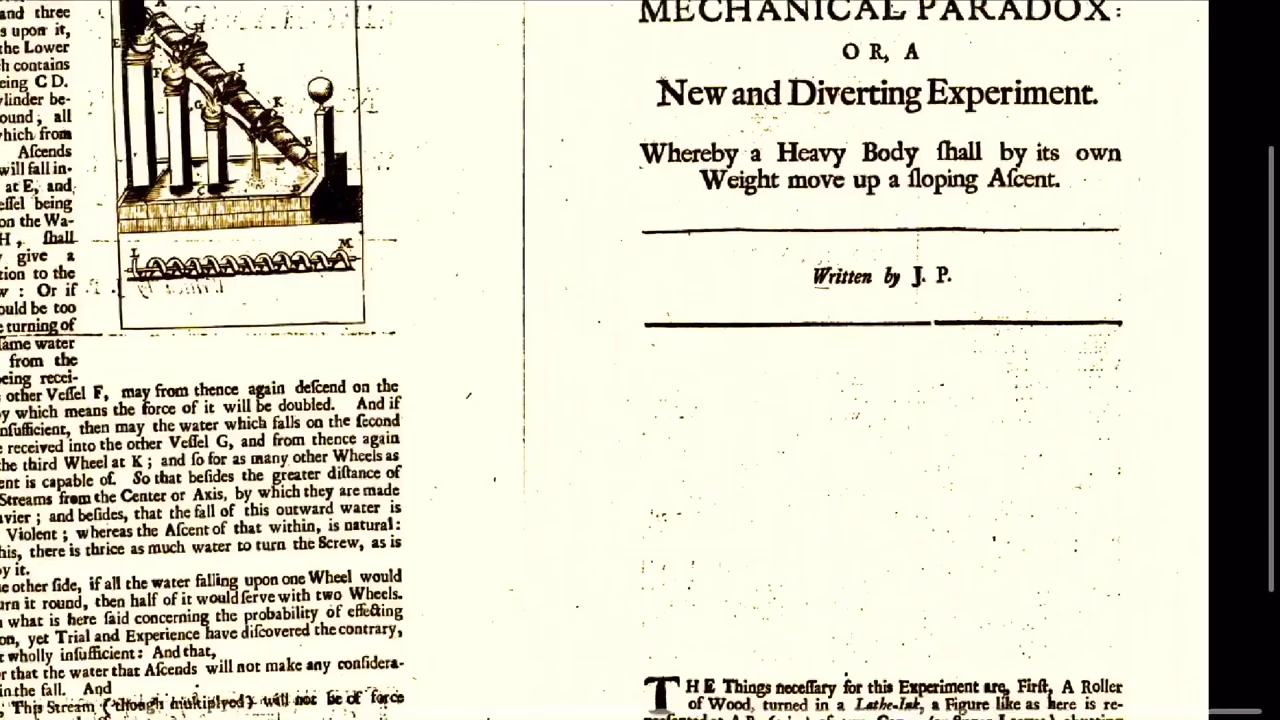 and three
s upon it,
the Lower
h contains
eing C D.
ylinder be-
ound; all
which from
Aſcends
will fall in-
at E, and
eſſel being
on the Wa-
H, ſhall
give a
tion to the
w: Or if
ould be too
e turning of
ſame water
from the
being recei-
other Veſſel F, may from thence again deſcend on the
by which means the force of it will be doubled. And if
nſufficient, then may the water which falls on the ſecond
e received into the other Veſſel G, and from thence again
the third Wheel at K; and ſo for as many other Wheels as
ent is capable of. So that beſides the greater diſtance of
Streams from the Center or Axis, by which they are made
avier; and beſides, that the fall of this outward water is
Violent; whereas the Aſcent of that within, is natural:
his, there is thrice as much water to turn the Screw, as is
by it.
e other ſide, if all the water falling upon one Wheel would
urn it round, then half of it would ſerve with two Wheels.
what is here ſaid concerning the probability of effecting
on, yet Trial and Experience have diſcovered the contrary,
t wholly inſufficient: And that,
r that the water that Aſcends will not make any conſidera-
in the fall. And
This Stream (though multiplyed) will not be of force
A
H
E
F
I
G
K
B
C
D
L
M
MECHANICAL PARADOX:
OR, A
New and Diverting Experiment.
Whereby a Heavy Body ſhall by its own
Weight move up a ſloping Aſcent.
Written by J. P.
THE Things neceſſary for this Experiment are, Firſt, A Roller
of Wood, turned in a Lathe-Ink, a Figure like as here is re-